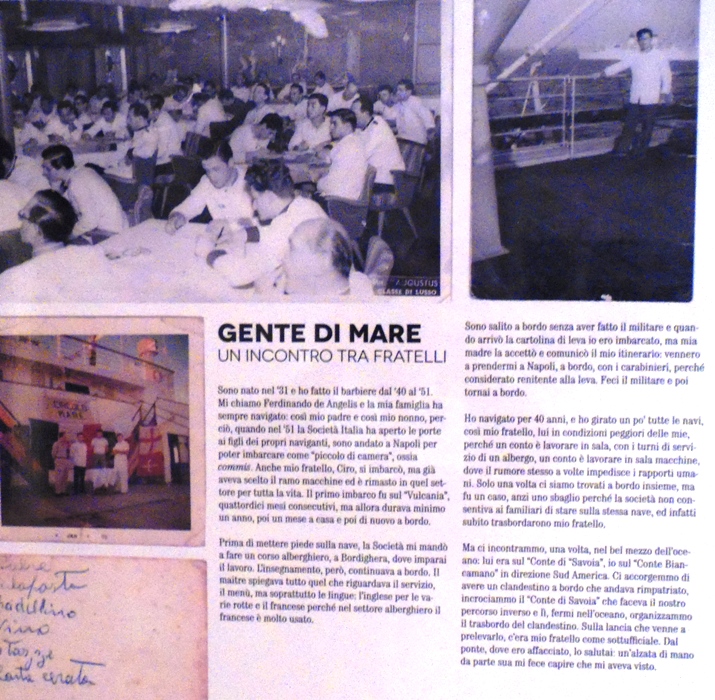 AUGUSTUS
CLASSE DI LUSSO
GENTE DI MARE
UN INCONTRO TRA FRATELLI
Sono nato nel '31 e ho fatto il barbiere dal '40 al '51.
Mi chiamo Ferdinando de Angelis e la mia famiglia ha
sempre navigato: così mio padre e così mio nonno, per-
ciò, quando nel '51 la Società Italia ha aperto le porte
ai figli dei propri naviganti, sono andato a Napoli per
poter imbarcare come "piccolo di camera", ossia
commis. Anche mio fratello, Ciro, si imbarcò, ma già
aveva scelto il ramo macchine ed è rimasto in quel set-
tore per tutta la vita. Il primo imbarco fu sul "Vulcania",
quattordici mesi consecutivi, ma allora durava minimo
un anno, poi un mese a casa e poi di nuovo a bordo.
Prima di mettere piede sulla nave, la Società mi mandò
a fare un corso alberghiero, a Bordighera, dove imparai
il lavoro. L'insegnamento, però, continuava a bordo. Il
maitre spiegava tutto quel che riguardava il servizio,
il menù, ma soprattutto le lingue: l'inglese per le va-
rie rotte e il francese perché nel settore alberghiero il
francese è molto usato.
Sono salito a bordo senza aver fatto il militare e quan-
do arrivò la cartolina di leva io ero imbarcato, ma mia
madre la accettò e comunicò il mio itinerario: vennero
a prendermi a Napoli, a bordo, con i carabinieri, perché
considerato renitente alla leva. Feci il militare e poi
tornai a bordo.
Ho navigato per 40 anni, e ho girato un po' tutte le navi,
così mio fratello, lui in condizioni peggiori delle mie,
perché un conto è lavorare in sala, con i turni di servi-
zio di un albergo, un conto è lavorare in sala macchine,
dove il rumore stesso a volte impedisce i rapporti uma-
ni. Solo una volta ci siamo trovati a bordo insieme, ma
fu un caso, anzi uno sbaglio perché la società non con-
sentiva ai familiari di stare sulla stessa nave, ed infatti
subito trasbordarono mio fratello.
Ma ci incontrammo, una volta, nel bel mezzo dell'oce-
ano: lui era sul "Conte di "Savoia", io sul "Conte Bian-
camano" in direzione Sud America. Ci accorgemmo di
avere un clandestino a bordo che andava rimpatriato,
incrociammo il "Conte di Savoia" che faceva il nostro
percorso inverso e lì, fermi nell'oceano, organizzammo
il trasbordo del clandestino. Sulla lancia che venne a
prelevarlo, c'era mio fratello come sottufficiale. Dal
ponte, dove ero affacciato, lo salutai: un'alzata di mano
da parte sua mi fece capire che mi aveva visto.
carta cerata